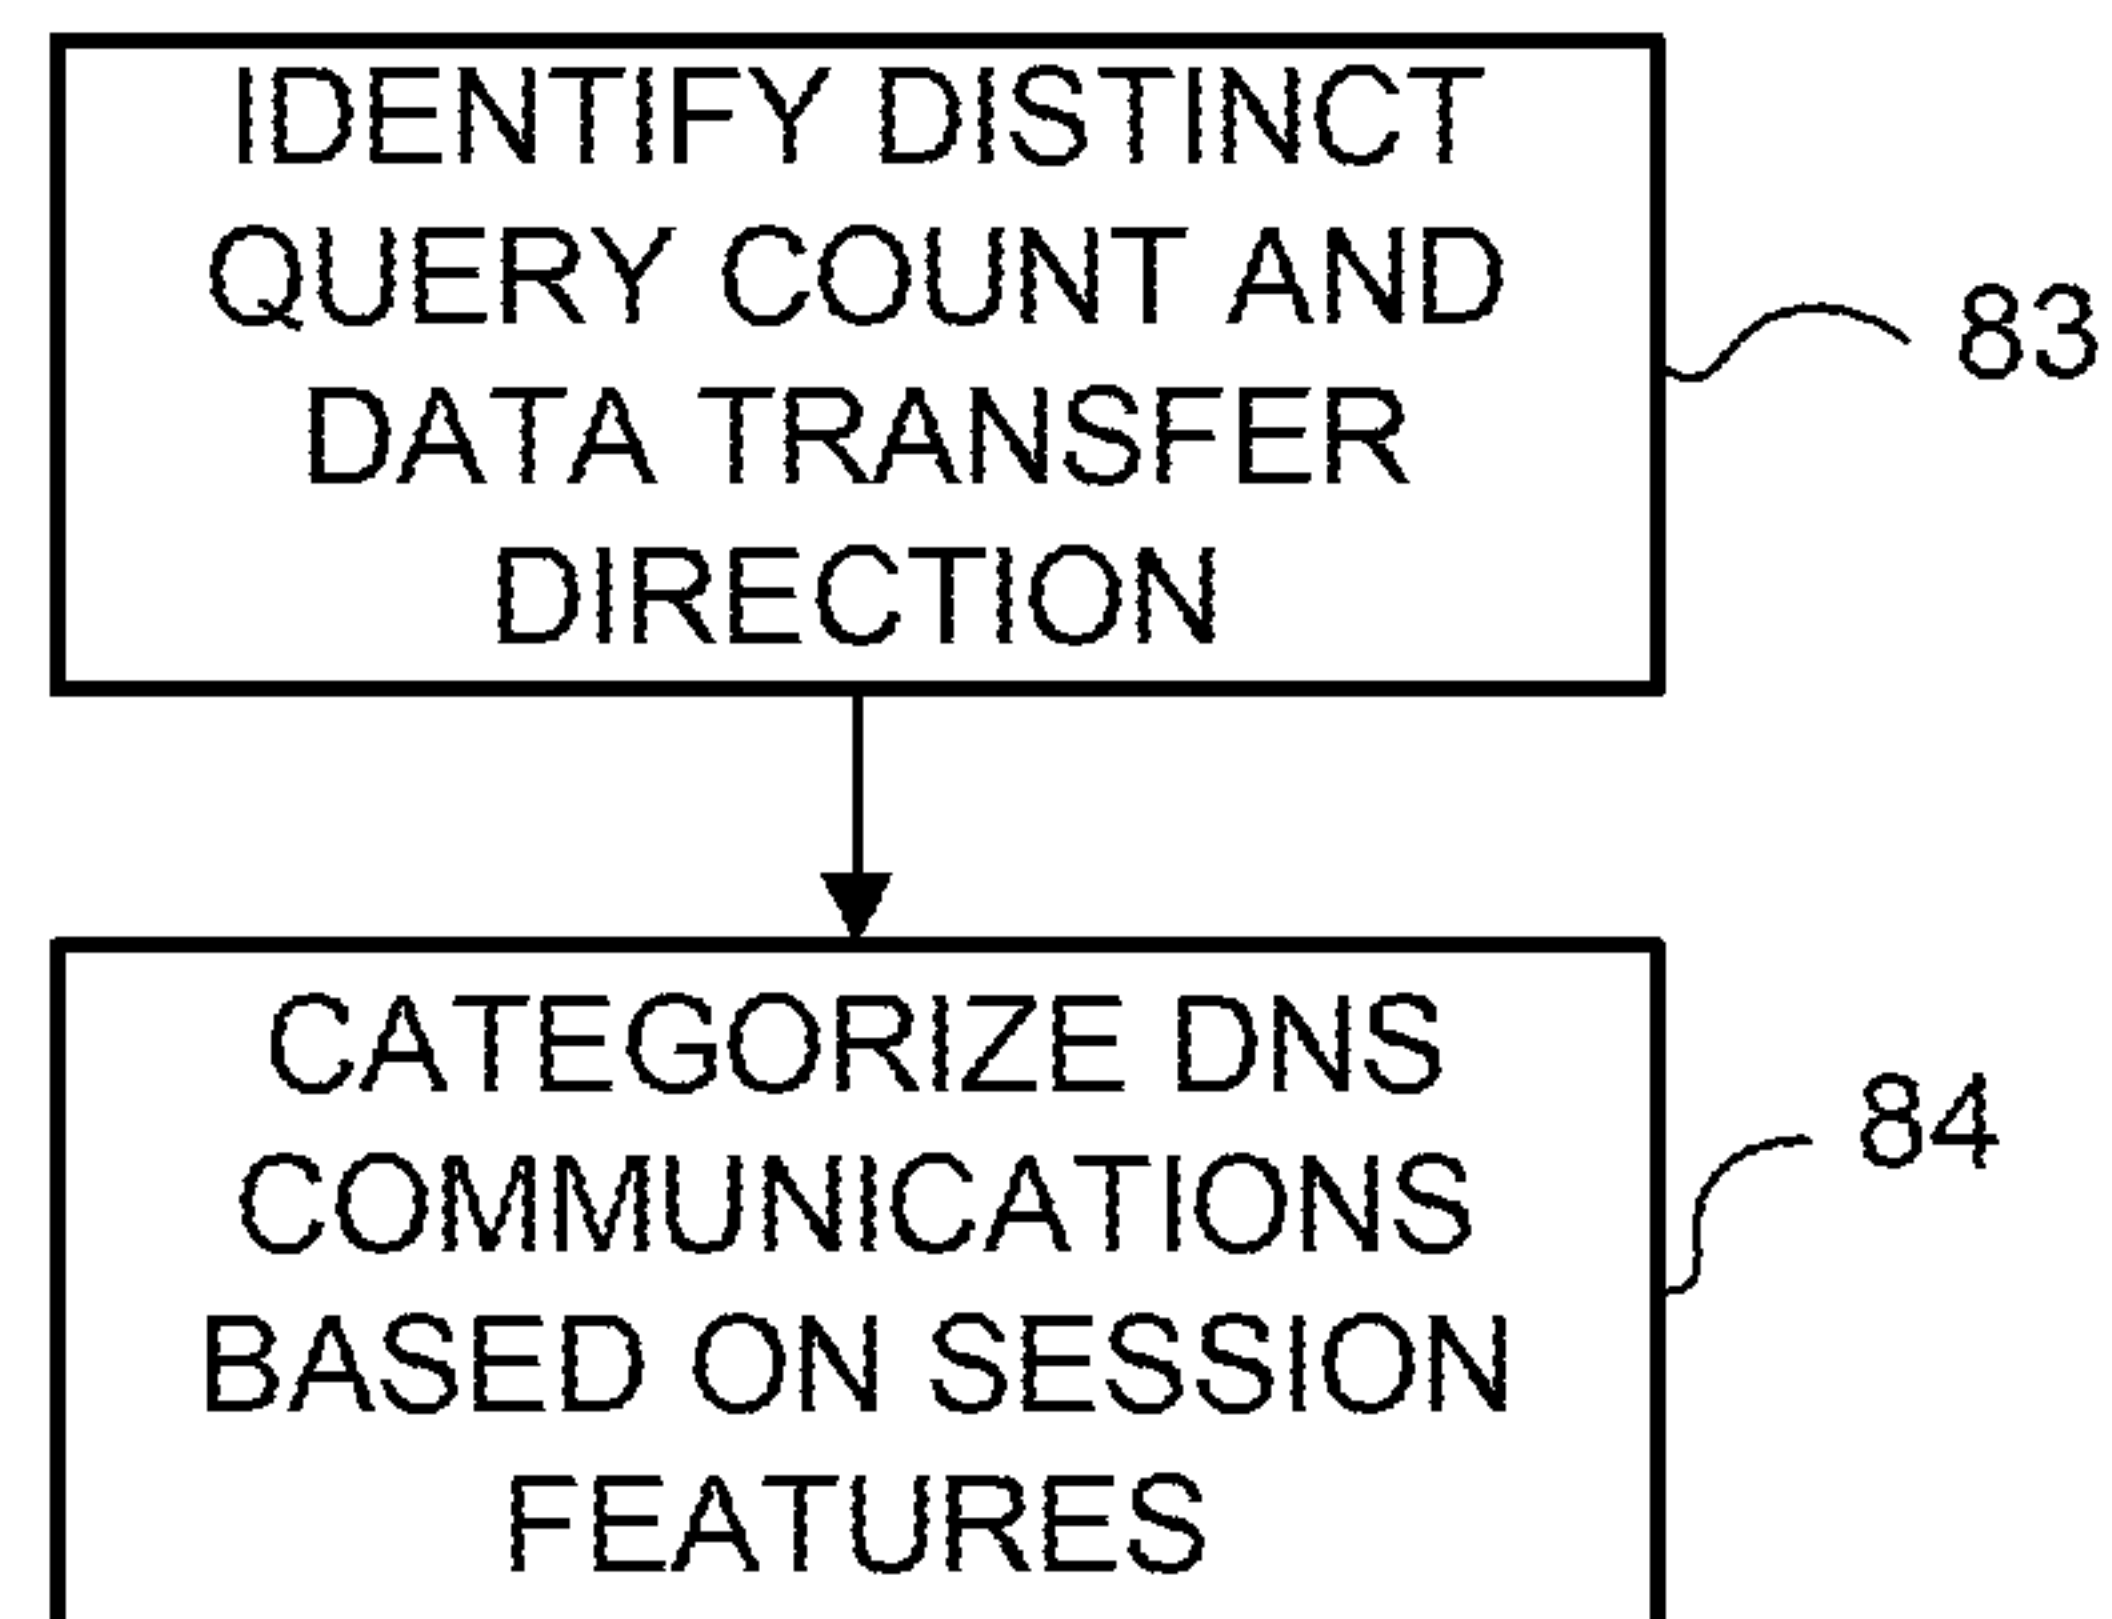 IDENTIFY DISTINCT
QUERY COUNT AND
DATA TRANSFER
DIRECTION
83
CATEGORIZE DNS
COMMUNICATIONS
BASED ON SESSION
FEATURES
84